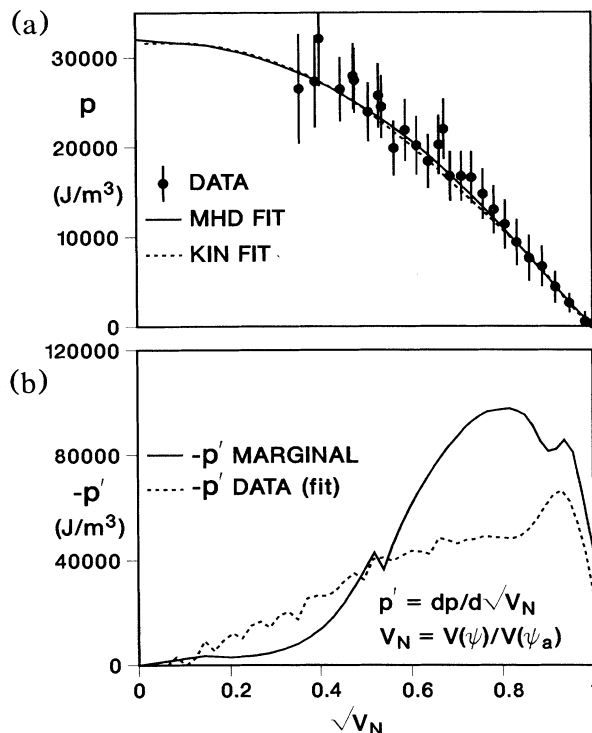 (a)
30000
p
20000
(J/m³)
DATA
MHD FIT
10000
KIN FIT
0
120000
(b)
-p′ MARGINAL
80000
-p′ DATA (fit)
-p′
(J/m³)
40000
p′ = dp/d√V_N
V_N = V(ψ)/V(ψ_a)
0
0 0.2 0.4 0.6 0.8 1
√V_N